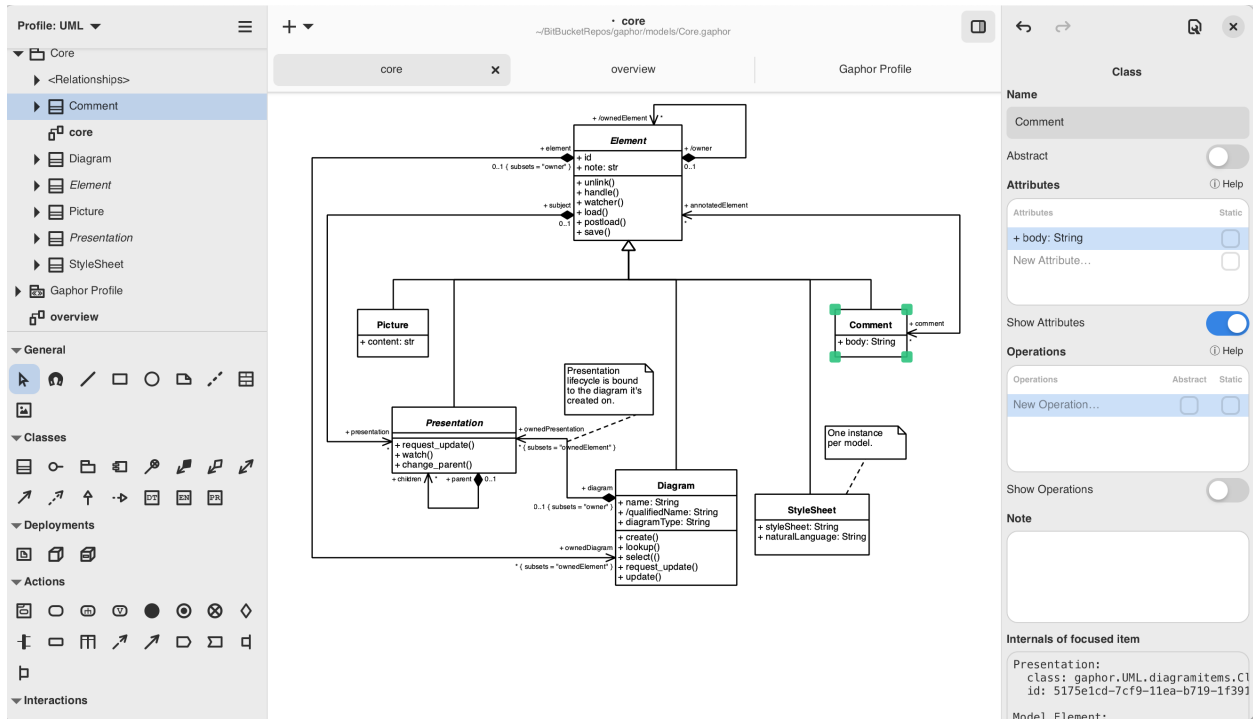 Profile: UML
Core
<Relationships>
Comment
core
Diagram
Element
Picture
Presentation
StyleSheet
Gaphor Profile
overview
General
Classes
DT
EN
PR
Deployments
Actions
Interactions
• core
~/BitBucketRepos/gaphor/models/Core.gaphor
core
overview
Gaphor Profile
+ /ownedElement
*
Element
+ id
+ note: str
+ unlink()
+ handle()
+ watcher()
+ load()
+ postload()
+ save()
+ element
0..1 { subsets = "owner" }
+ /owner
0..1
+ subject
0..1
+ annotatedElement
*
Picture
+ content: str
Comment
+ body: String
+ comment
*
Presentation
lifecycle is bound
to the diagram it's
created on.
Presentation
+ request_update()
+ watch()
+ change_parent()
+ presentation
*
+ ownedPresentation
* { subsets = "ownedElement" }
+ children
*
+ parent
0..1
One instance
per model.
+ diagram
0..1 { subsets = "owner" }
Diagram
+ name: String
+ /qualifiedName: String
+ diagramType: String
+ create()
+ lookup()
+ select(()
+ request_update()
+ update()
+ ownedDiagram
* { subsets = "ownedElement" }
StyleSheet
+ styleSheet: String
+ naturalLanguage: String
Class
Name
Comment
Abstract
Attributes
Help
Attributes Static
+ body: String
New Attribute…
Show Attributes
Operations
Help
Operations Abstract Static
New Operation…
Show Operations
Note
Internals of focused item
Presentation:
class: gaphor.UML.diagramitems.Cl
id: 5175e1cd-7cf9-11ea-b719-1f391
Model Element: